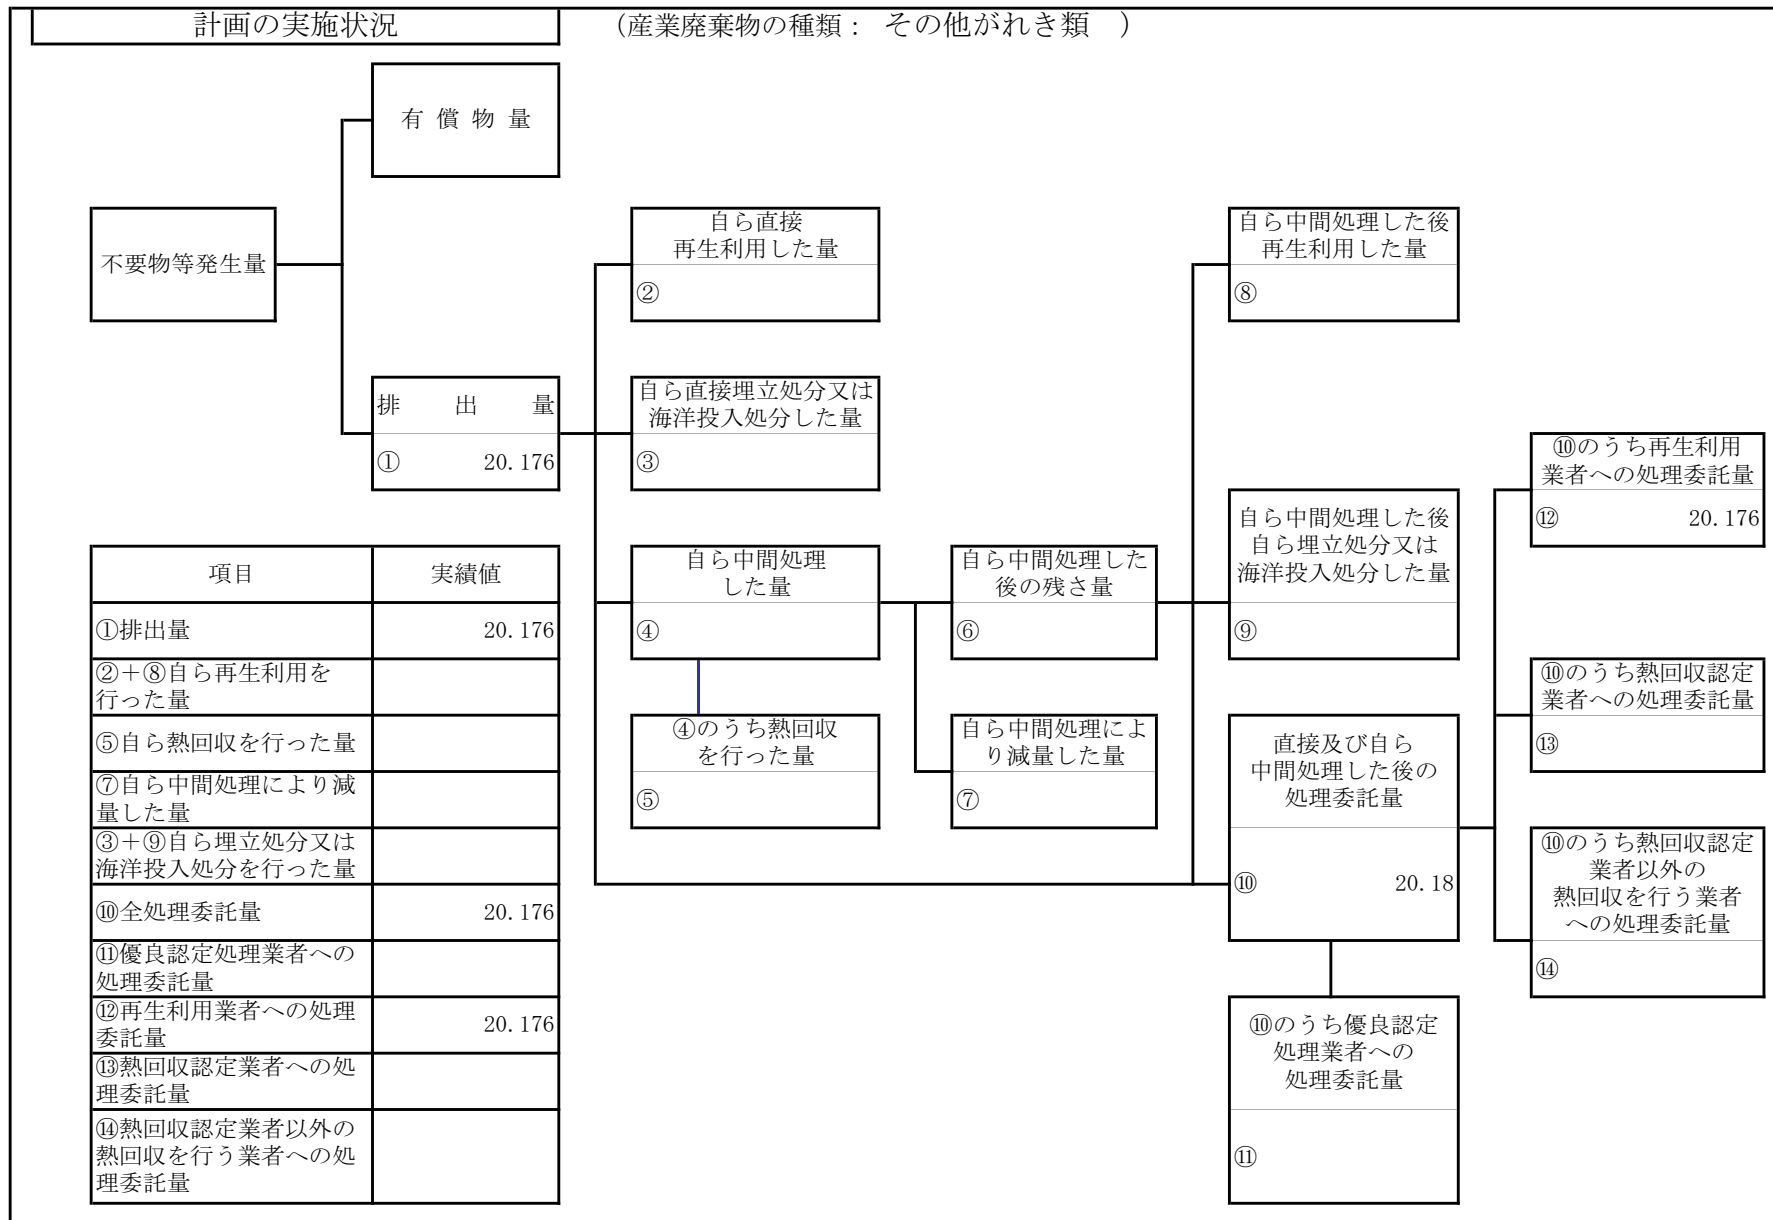 計画の実施状況
（産業廃棄物の種類： その他がれき類 ）
有 償 物 量
不要物等発生量
自ら直接
再生利用した量
②
自ら中間処理した後
再生利用した量
⑧
排 出 量
① 20.176
自ら直接埋立処分又は
海洋投入処分した量
③
⑩のうち再生利用
業者への処理委託量
⑫ 20.176
自ら中間処理した後
自ら埋立処分又は
海洋投入処分した量
⑨
自ら中間処理
した量
④
自ら中間処理した
後の残さ量
⑥
④のうち熱回収
を行った量
⑤
自ら中間処理によ
り減量した量
⑦
直接及び自ら
中間処理した後の
処理委託量
⑩ 20.18
⑩のうち熱回収認定
業者への処理委託量
⑬
⑩のうち熱回収認定
業者以外の
熱回収を行う業者
への処理委託量
⑭
⑩のうち優良認定
処理業者への
処理委託量
⑪
項目 実績値
①排出量 20.176
②＋⑧自ら再生利用を
行った量
⑤自ら熱回収を行った量
⑦自ら中間処理により減
量した量
③＋⑨自ら埋立処分又は
海洋投入処分を行った量
⑩全処理委託量 20.176
⑪優良認定処理業者への
処理委託量
⑫再生利用業者への処理
委託量 20.176
⑬熱回収認定業者への処
理委託量
⑭熱回収認定業者以外の
熱回収を行う業者への処
理委託量